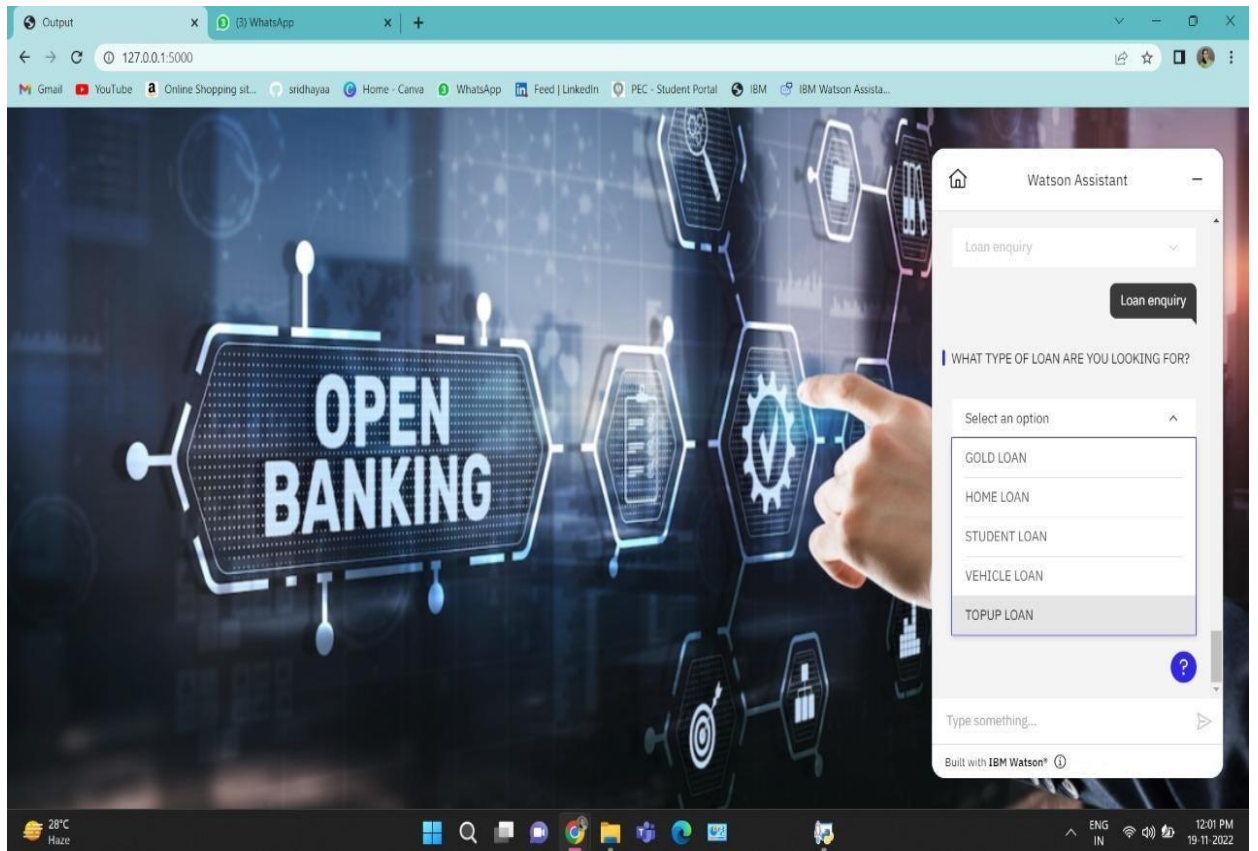 Output
(3) WhatsApp
127.0.0.1:5000
Gmail
YouTube
Online Shopping sit...
sridhayaa
Home - Canva
WhatsApp
Feed | LinkedIn
PEC - Student Portal
IBM
IBM Watson Assista...
OPEN
BANKING
Watson Assistant
Loan enquiry
Loan enquiry
WHAT TYPE OF LOAN ARE YOU LOOKING FOR?
Select an option
GOLD LOAN
HOME LOAN
STUDENT LOAN
VEHICLE LOAN
TOPUP LOAN
?
Type something...
Built with IBM Watson®
28°C
Haze
ENG
IN
12:01 PM
19-11-2022